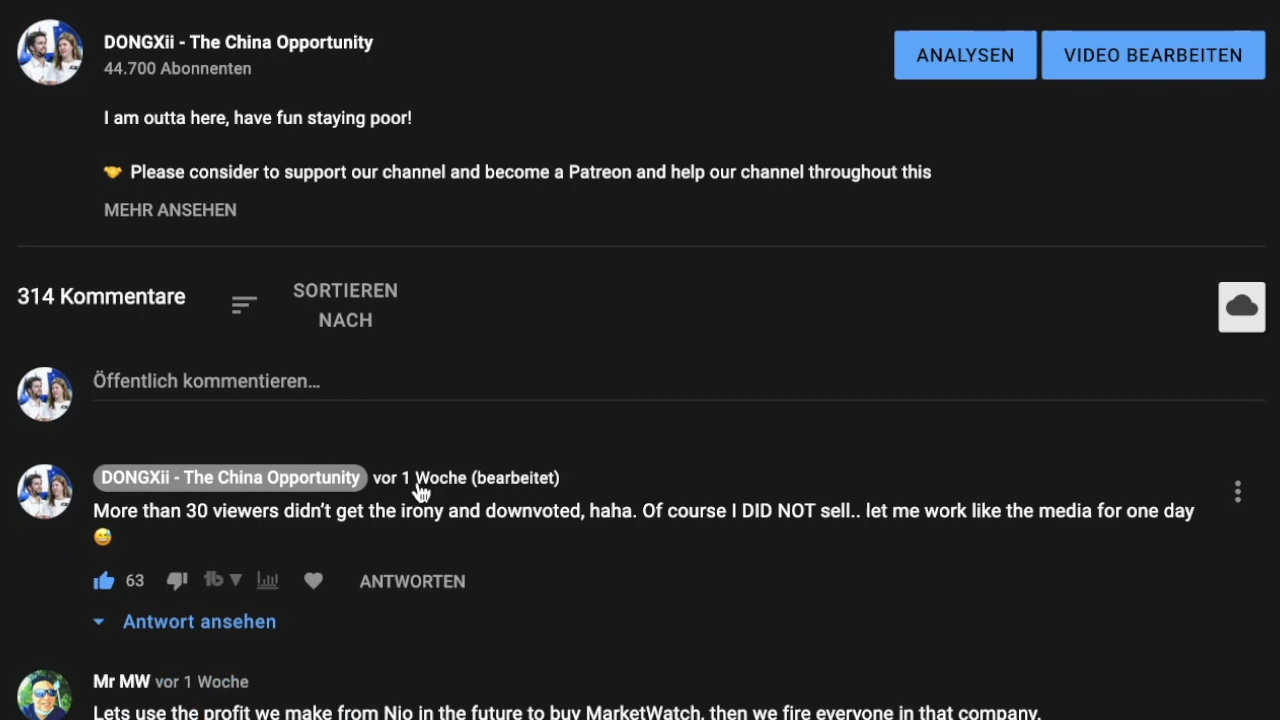 DONGXii - The China Opportunity
44.700 Abonnenten
ANALYSEN
VIDEO BEARBEITEN
I am outta here, have fun staying poor!
🤝 Please consider to support our channel and become a Patreon and help our channel throughout this
MEHR ANSEHEN
314 Kommentare
SORTIEREN
NACH
Öffentlich kommentieren...
DONGXii - The China Opportunity vor 1 Woche (bearbeitet)
More than 30 viewers didn't get the irony and downvoted, haha. Of course I DID NOT sell.. let me work like the media for one day
😅
63
tb
ANTWORTEN
Antwort ansehen
Mr MW vor 1 Woche
Lets use the profit we make from Nio in the future to buy MarketWatch, then we fire everyone in that company.